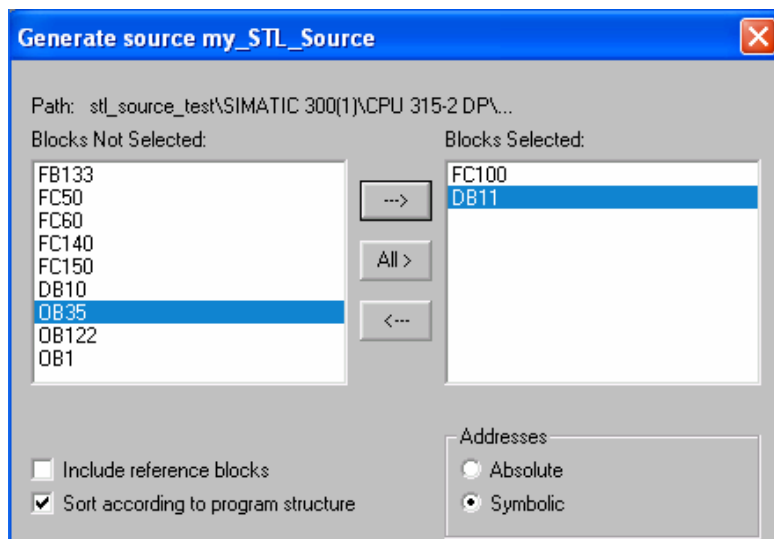 Generate source my_STL_Source
Path: stl_source_test\SIMATIC 300(1)\CPU 315-2 DP\...
Blocks Not Selected:
Blocks Selected:
FB133
FC50
FC60
FC140
FC150
DB10
OB35
OB122
OB1
--->
All >
<---
FC100
DB11
Include reference blocks
Sort according to program structure
Addresses
Absolute
Symbolic